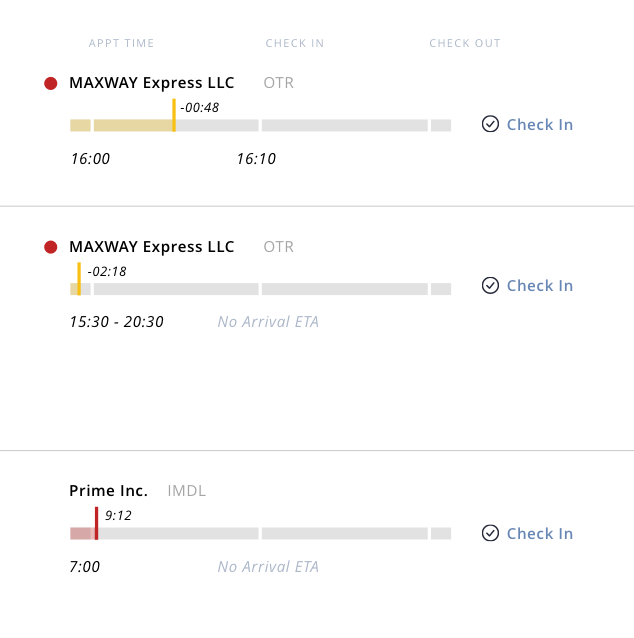 APPT TIME CHECK IN CHECK OUT
MAXWAY Express LLC OTR
-00:48
Check In
16:00 16:10
MAXWAY Express LLC OTR
-02:18
Check In
15:30 - 20:30 No Arrival ETA
Prime Inc. IMDL
9:12
Check In
7:00 No Arrival ETA